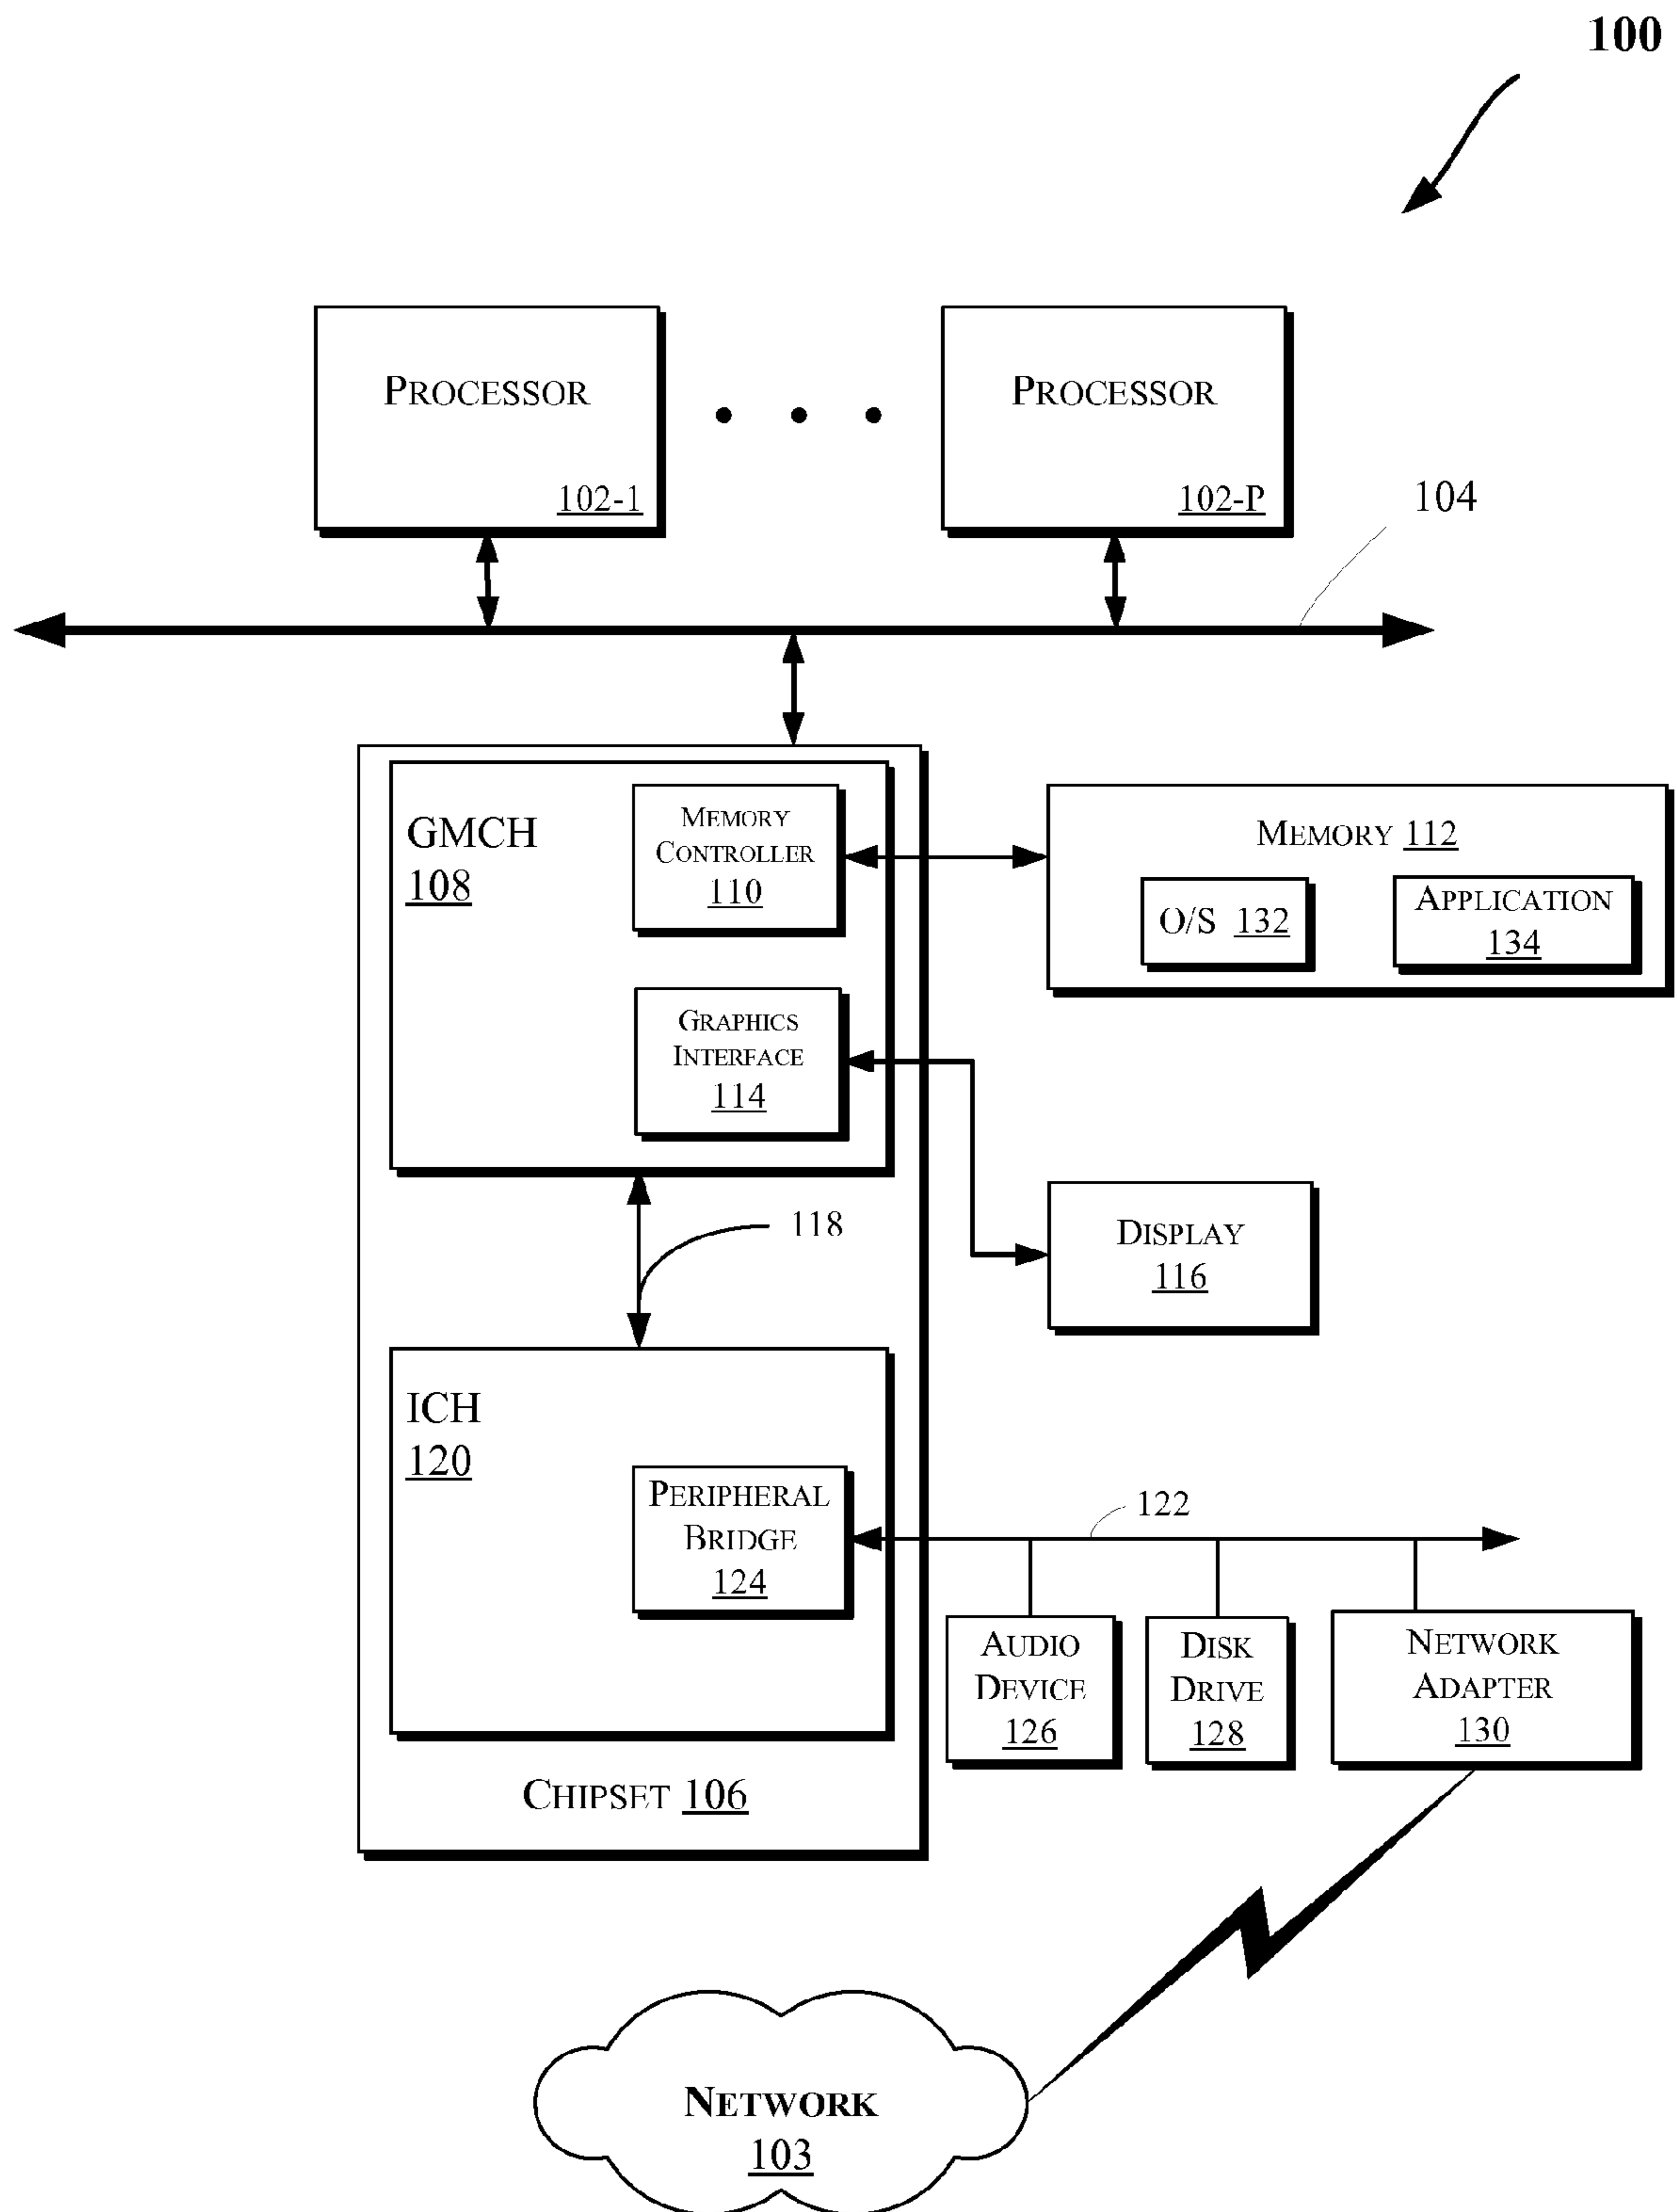 100
PROCESSOR
102-1
PROCESSOR
102-P
104
GMCH
108
MEMORY
CONTROLLER
110
MEMORY 112
O/S 132
APPLICATION
134
GRAPHICS
INTERFACE
114
118
DISPLAY
116
ICH
120
PERIPHERAL
BRIDGE
124
122
AUDIO
DEVICE
126
DISK
DRIVE
128
NETWORK
ADAPTER
130
CHIPSET 106
NETWORK
103